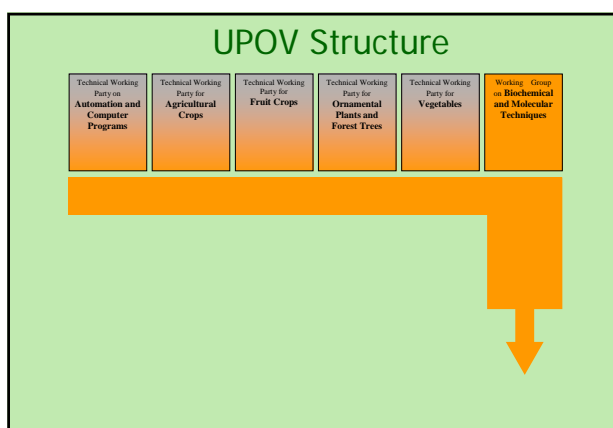 UPOV Structure
Technical Working
Party on
Automation and
Computer
Programs
Technical Working
Party for
Agricultural
Crops
Technical Working
Party for
Fruit Crops
Technical Working
Party for
Ornamental
Plants and
Forest Trees
Technical Working
Party for
Vegetables
Working Group
on Biochemical
and Molecular
Techniques